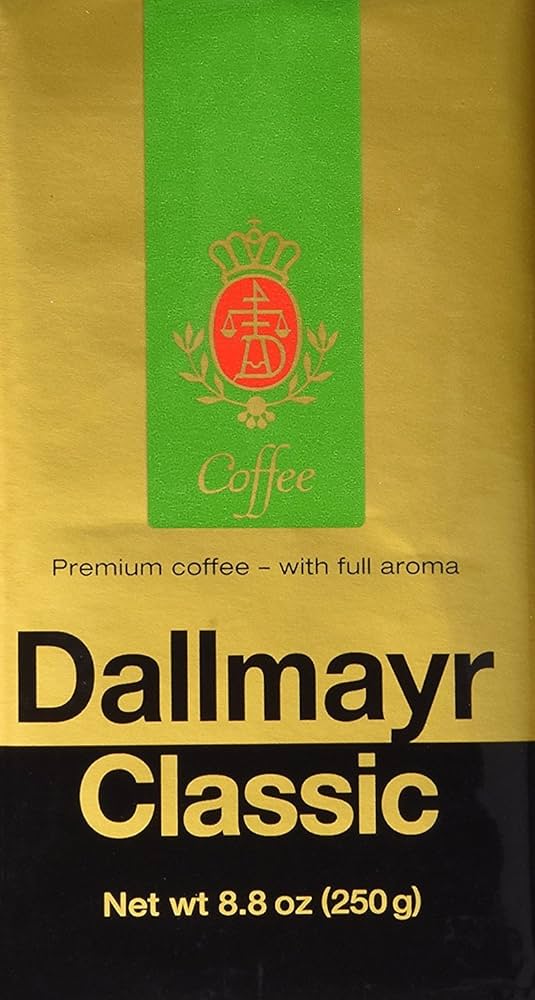 Coffee
Premium coffee – with full aroma
Dallmayr
Classic
Net wt 8.8 oz (250 g)